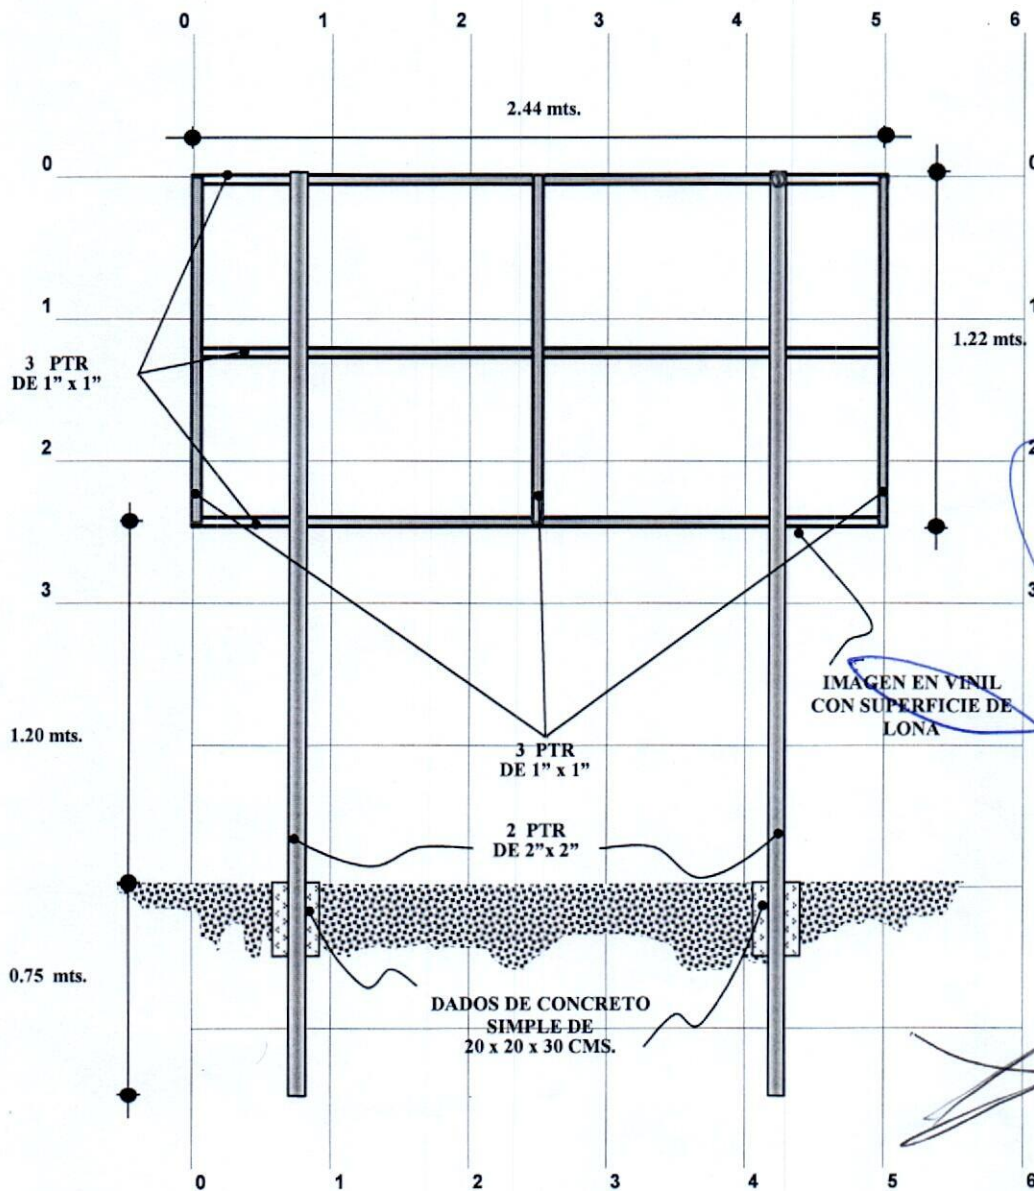 0 1 2 3 4 5 6
2.44 mts.
0 0
1
1.22 mts.
3 PTR
DE 1” x 1”
2 2
3 3
IMAGEN EN VINIL
CON SUPERFICIE DE
LONA
1.20 mts.
3 PTR
DE 1” x 1”
2 PTR
DE 2”x 2”
0.75 mts.
DADOS DE CONCRETO
SIMPLE DE
20 x 20 x 30 CMS.
0 1 2 3 4 5 6